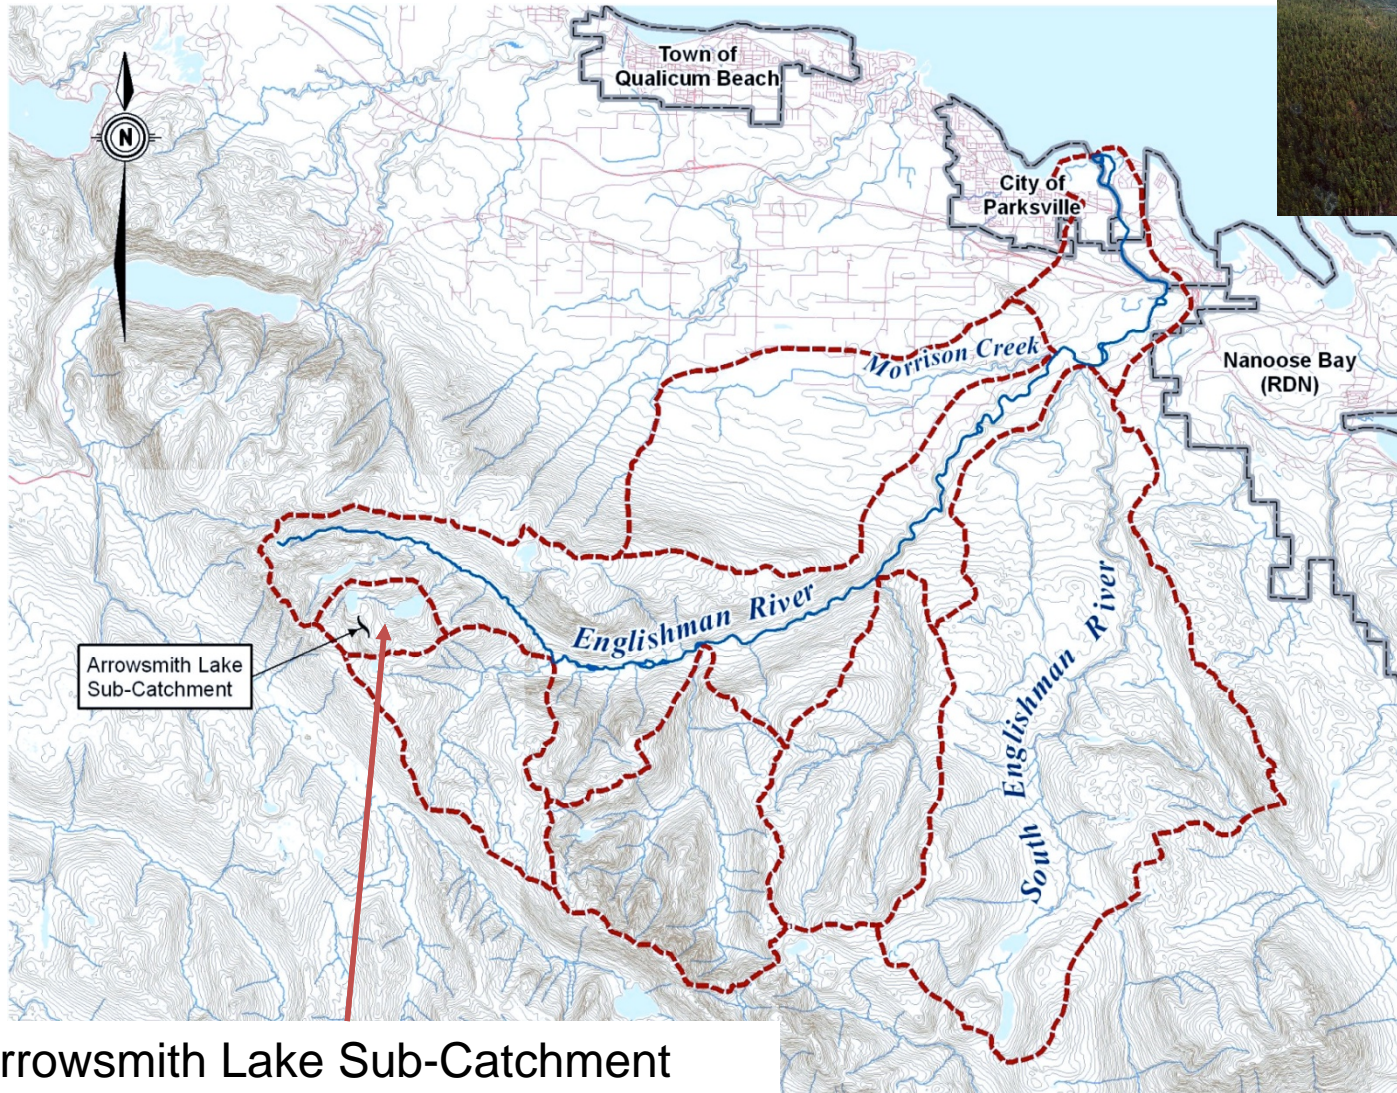 Town of
Qualicum Beach
N
City of
Parksville
Morrison Creek
Nanoose Bay
(RDN)
Englishman River
South Englishman River
Arrowsmith Lake
Sub-Catchment
rrowsmith Lake Sub-Catchment